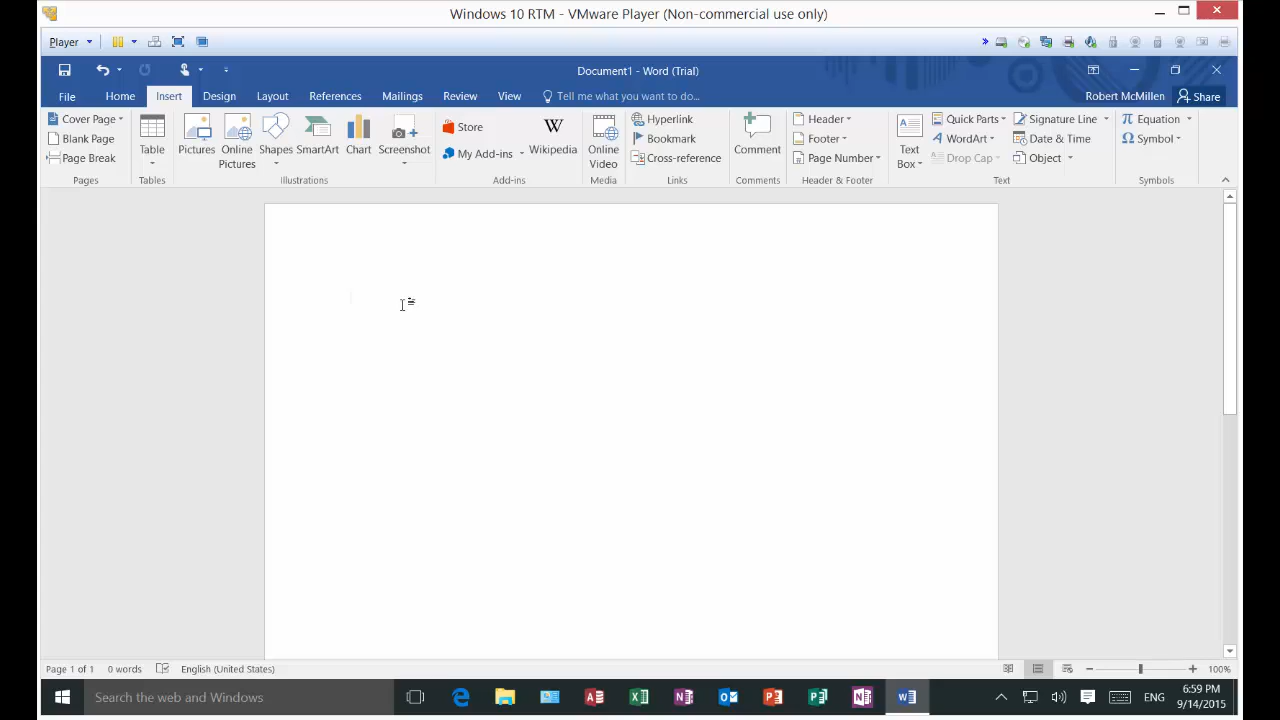 Windows 10 RTM - VMware Player (Non-commercial use only)
Player
Document1 - Word (Trial)
File Home Insert Design Layout References Mailings Review View Tell me what you want to do... Robert McMillen Share
Cover Page
Blank Page
Page Break
Pages
Table
Tables
Pictures
Online Pictures
Shapes
SmartArt
Chart
Screenshot
Illustrations
Store
My Add-ins
Wikipedia
W
Add-ins
Online Video
Media
Hyperlink
Bookmark
Cross-reference
Links
Comment
Comments
Header
Footer
Page Number
Header & Footer
Text Box
Quick Parts
WordArt
Drop Cap
Signature Line
Date & Time
Object
Text
π Equation
Ω Symbol
Symbols
Page 1 of 1 0 words English (United States) 100%
Search the web and Windows
ENG
6:59 PM
9/14/2015